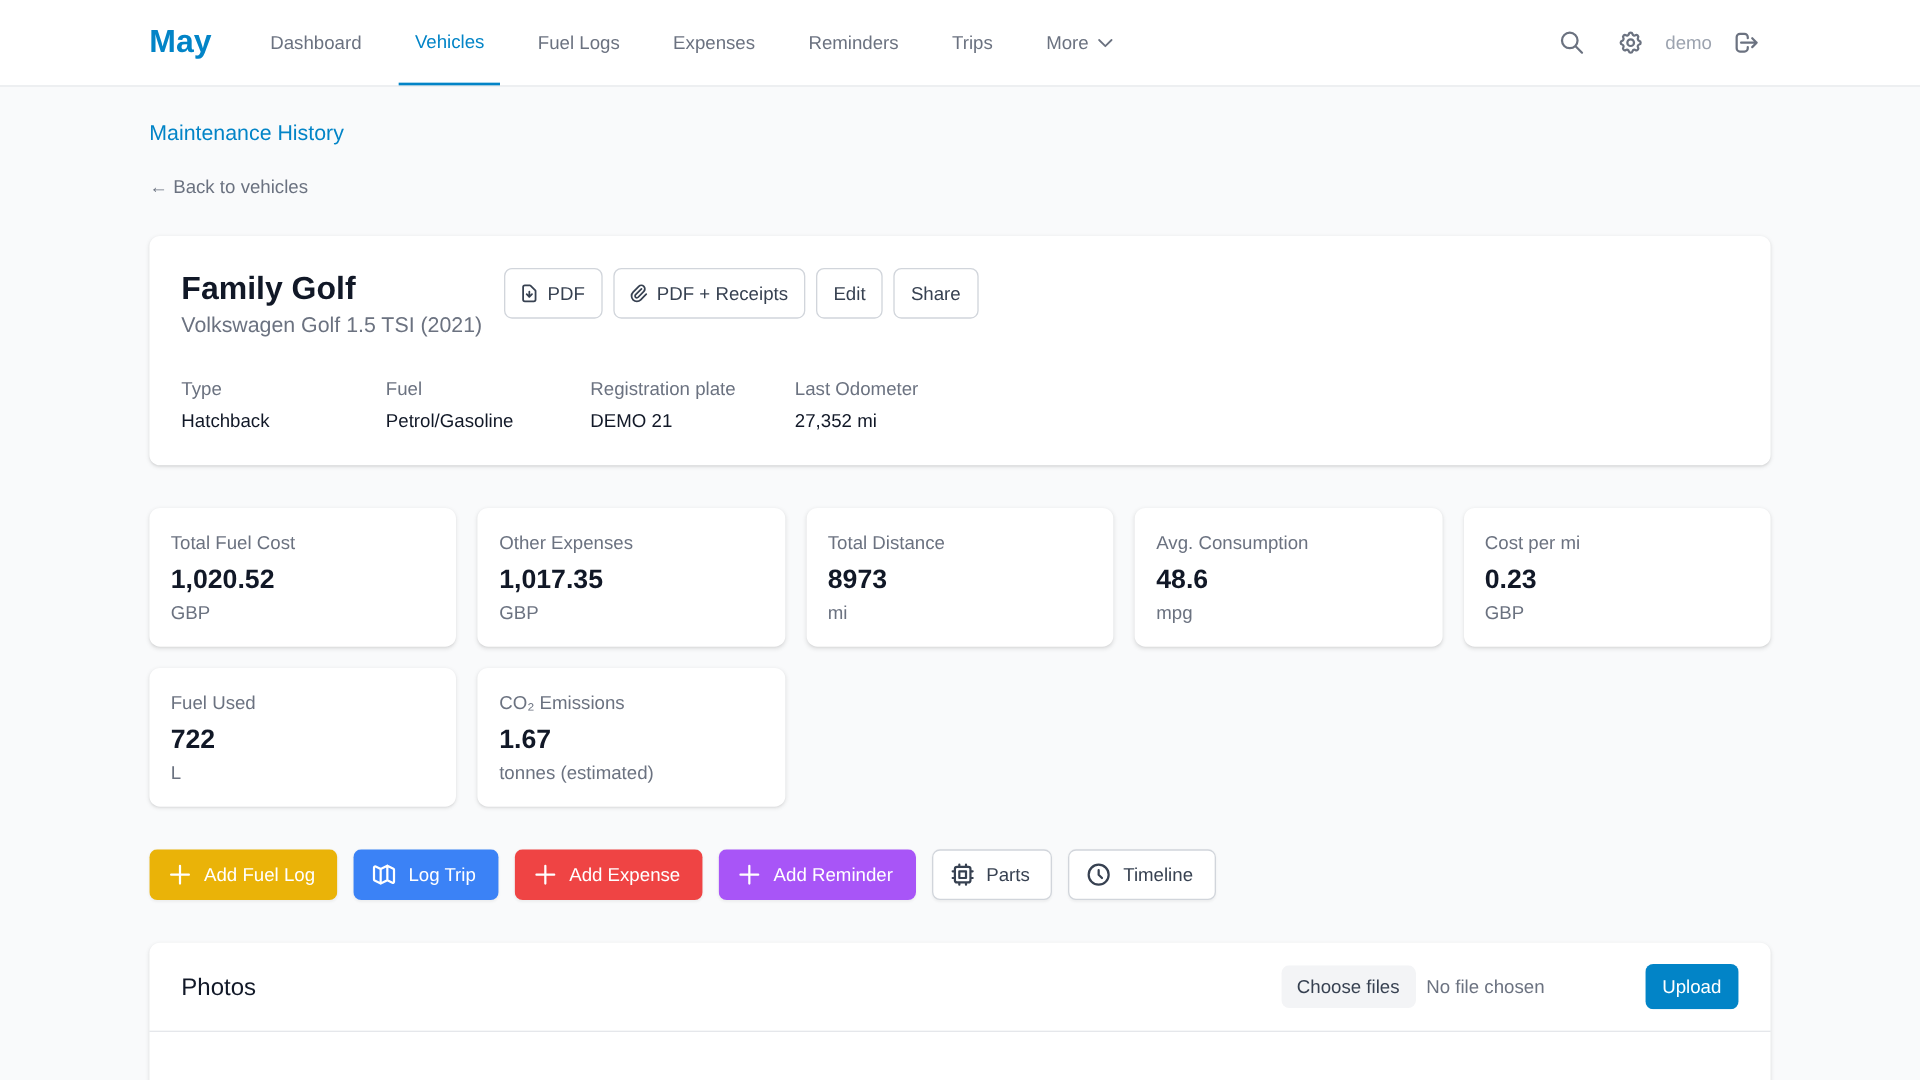 May
Dashboard
Vehicles
Fuel Logs
Expenses
Reminders
Trips
More
demo
Maintenance History
← Back to vehicles
Family Golf
Volkswagen Golf 1.5 TSI (2021)
PDF
PDF + Receipts
Edit
Share
Type
Hatchback
Fuel
Petrol/Gasoline
Registration plate
DEMO 21
Last Odometer
27,352 mi
Total Fuel Cost
1,020.52
GBP
Other Expenses
1,017.35
GBP
Total Distance
8973
mi
Avg. Consumption
48.6
mpg
Cost per mi
0.23
GBP
Fuel Used
722
L
CO₂ Emissions
1.67
tonnes (estimated)
Add Fuel Log
Log Trip
Add Expense
Add Reminder
Parts
Timeline
Photos
Choose files
No file chosen
Upload